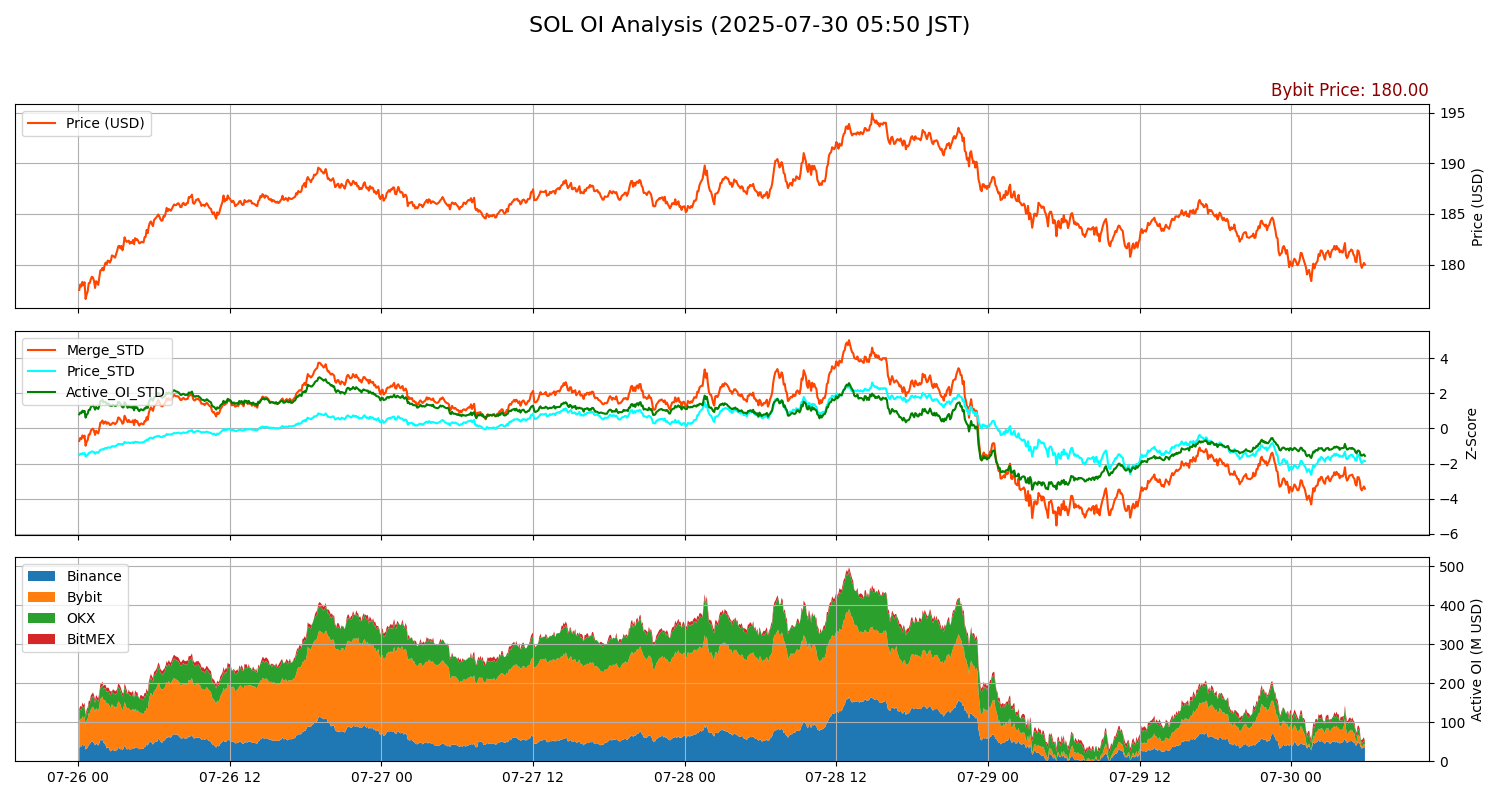 SOL OI Analysis (2025-07-30 05:50 JST)
Bybit Price: 180.00
Price (USD)
195
190
185
180
Price (USD)
Merge_STD
Price_STD
Active_OI_STD
4
2
0
−2
−4
−6
Z-Score
Binance
Bybit
OKX
BitMEX
500
400
300
200
100
0
Active OI (M USD)
07-26 00
07-26 12
07-27 00
07-27 12
07-28 00
07-28 12
07-29 00
07-29 12
07-30 00